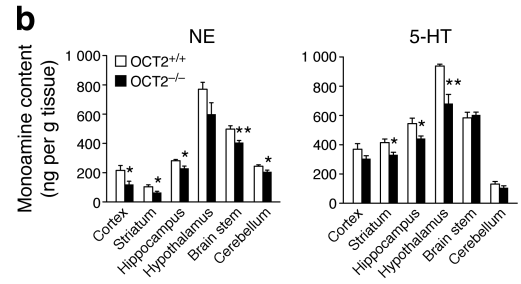 b
NE
5-HT
Monoamine content
(ng per g tissue)
1 000
800
600
400
200
0
OCT2+/+
OCT2−/−
*
*
*
**
*
Cortex
Striatum
Hippocampus
Hypothalamus
Brain stem
Cerebellum
1 000
800
600
400
200
0
*
*
**
Cortex
Striatum
Hippocampus
Hypothalamus
Brain stem
Cerebellum